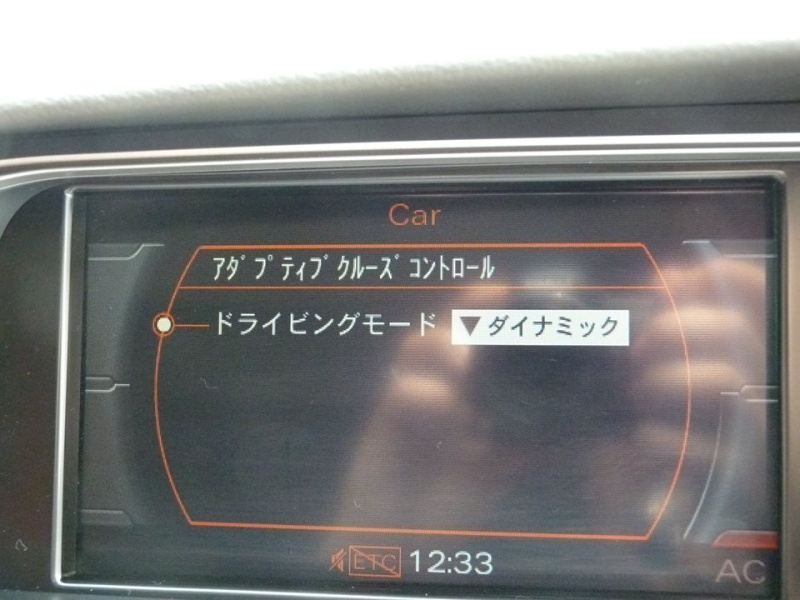 Car
ｱﾀﾞﾌﾟﾃｨﾌﾞｸﾙｰｽﾞｺﾝﾄﾛｰﾙ
ドライビングモード ▼ダイナミック
ETC 12:33
AC